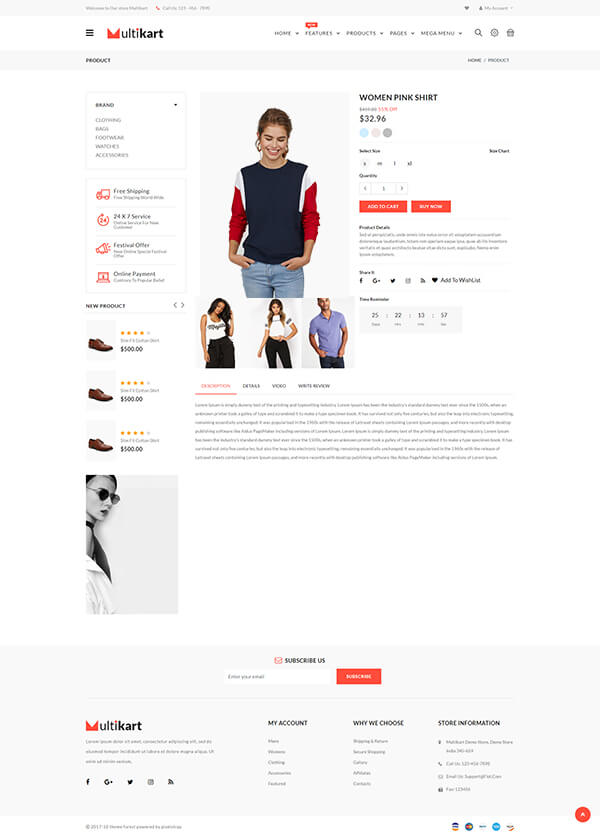 Welcome to Our store Multikart
Call Us: 123 - 456 - 7890
My Account
Multikart
HOME
NEW
FEATURES
PRODUCTS
PAGES
MEGA MENU
PRODUCT
HOME / PRODUCT
BRAND
CLOTHING
BAGS
FOOTWEAR
WATCHES
ACCESSORIES
Free Shipping
Free Shipping World Wide
24 X 7 Service
Online Service For New
Customer
Festival Offer
New Online Special Festival
Offer
Online Payment
Contrary To Popular Belief.
NEW PRODUCT
Slim Fit Cotton Shirt
$500.00
Slim Fit Cotton Shirt
$500.00
Slim Fit Cotton Shirt
$500.00
WOMEN PINK SHIRT
$459.00 55% Off
$32.96
Select Size
Size Chart
s m l xl
Quantity
1
ADD TO CART
BUY NOW
Product Details
Sed ut perspiciatis, unde omnis iste natus error sit voluptatem accusantium
doloremque laudantium, totam rem aperiam eaque ipsa, quae ab illo inventore
veritatis et quasi architecto beatae vitae dicta sunt, explicabo. Nemo enim
ipsam voluptatem.
Share It
Add To WishList
Time Reminder
25 : 22 : 13 : 57
Days Hrs Min Sec
DESCRIPTION
DETAILS
VIDEO
WRITE REVIEW
Lorem Ipsum is simply dummy text of the printing and typesetting industry. Lorem Ipsum has been the industry's standard dummy text ever since the 1500s, when an
unknown printer took a galley of type and scrambled it to make a type specimen book. It has survived not only five centuries, but also the leap into electronic typesetting,
remaining essentially unchanged. It was popularised in the 1960s with the release of Letraset sheets containing Lorem Ipsum passages, and more recently with desktop
publishing software like Aldus PageMaker including versions of Lorem Ipsum. Lorem Ipsum is simply dummy text of the printing and typesetting industry. Lorem Ipsum
has been the industry's standard dummy text ever since the 1500s, when an unknown printer took a galley of type and scrambled it to make a type specimen book. It has
survived not only five centuries, but also the leap into electronic typesetting, remaining essentially unchanged. It was popularised in the 1960s with the release of
Letraset sheets containing Lorem Ipsum passages, and more recently with desktop publishing software like Aldus PageMaker including versions of Lorem Ipsum.
SUBSCRIBE US
Enter your email
SUBSCRIBE
Multikart
Lorem ipsum dolor sit amet, consectetur adipiscing elit, sed do
eiusmod tempor incididunt ut labore et dolore magna aliqua. Ut
enim ad minim veniam.
MY ACCOUNT
Mens
Womens
Clothing
Accessories
Featured
WHY WE CHOOSE
Shipping & Return
Secure Shopping
Gallary
Affiliates
Contacts
STORE INFORMATION
Multikart Demo Store, Demo Store
India 345-659
Call Us: 123-456-7898
Email Us: Support@Fiot.Com
Fax: 123456
© 2017-18 theme forest powered by pixelstrap